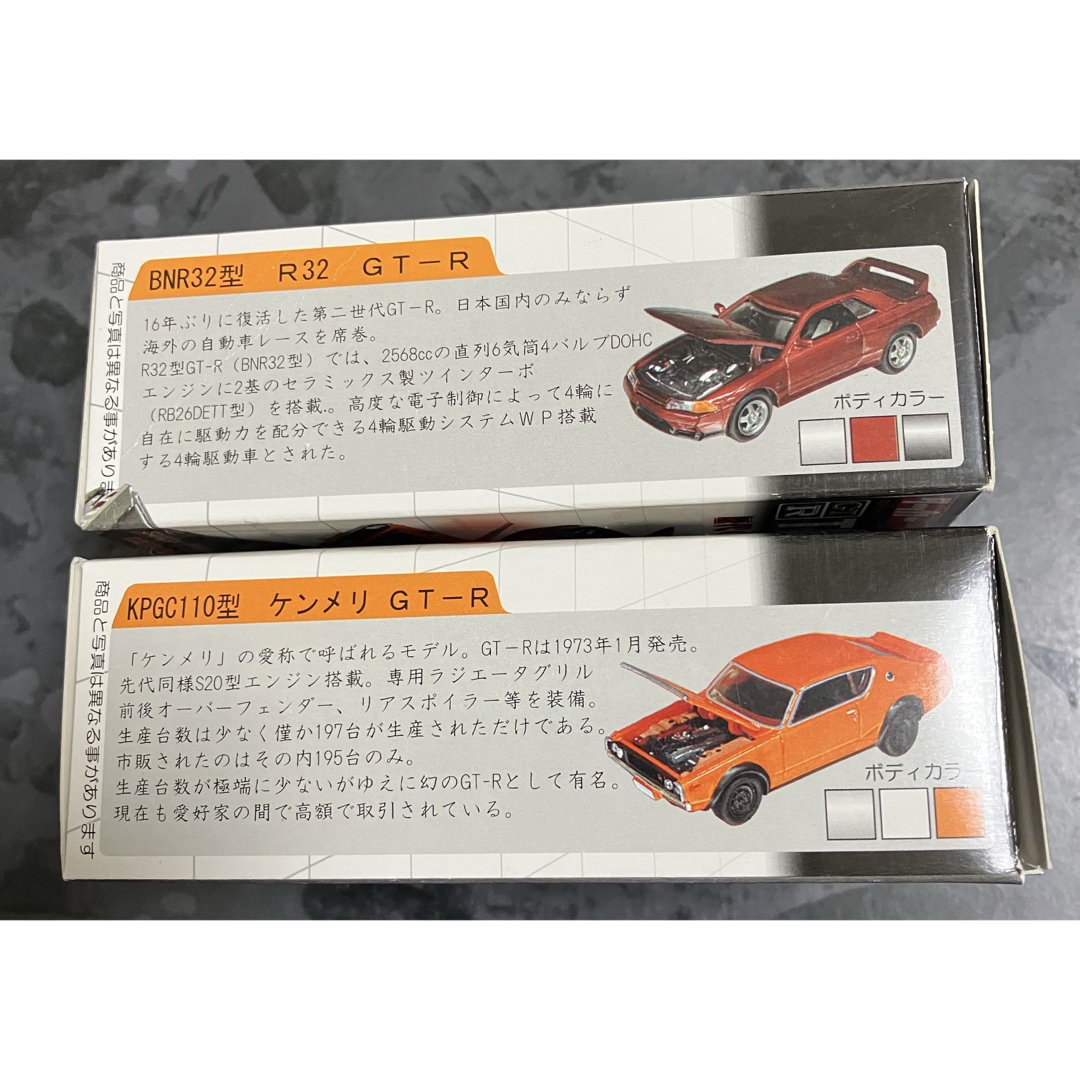 BNR32型 R32 GT-R
16年ぶりに復活した第二世代GT-R。日本国内のみならず
海外の自動車レースを席巻。
R32型GT-R（BNR32型）では、2568ccの直列6気筒4バルブDOHC
エンジンに2基のセラミックス製ツインターボ
（RB26DETT型）を搭載.。高度な電子制御によって4輪に
自在に駆動力を配分できる4輪駆動システムＷＰ搭載
する4輪駆動車とされた。
ボディカラー
商品と写真は異なる事がありま
KPGC110型 ケンメリ GT-R
「ケンメリ」の愛称で呼ばれるモデル。GT-Rは1973年1月発売。
先代同様S20型エンジン搭載。専用ラジエータグリル
前後オーバーフェンダー、リアスポイラー等を装備。
生産台数は少なく僅か197台が生産されただけである。
市販されたのはその内195台のみ。
生産台数が極端に少ないがゆえに幻のGT-Rとして有名。
現在も愛好家の間で高額で取引されている。
ボディカラ
商品と写真は異なる事があります